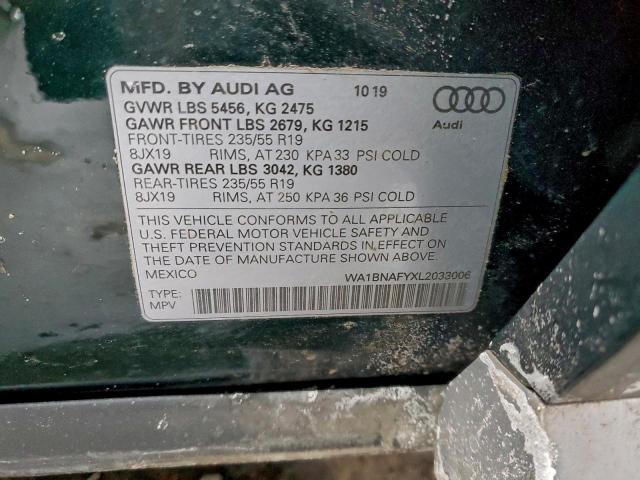 MFD. BY AUDI AG 10 19
GVWR LBS 5456, KG 2475
GAWR FRONT LBS 2679, KG 1215
FRONT-TIRES 235/55 R19
8JX19 RIMS, AT 230 KPA 33 PSI COLD
GAWR REAR LBS 3042, KG 1380
REAR-TIRES 235/55 R19
8JX19 RIMS, AT 250 KPA 36 PSI COLD
Audi
THIS VEHICLE CONFORMS TO ALL APPLICABLE
U.S. FEDERAL MOTOR VEHICLE SAFETY AND
THEFT PREVENTION STANDARDS IN EFFECT ON
THE DATE OF MANUFACTURE SHOWN ABOVE.
MEXICO
WA1BNAFYXL2033006
TYPE:
MPV